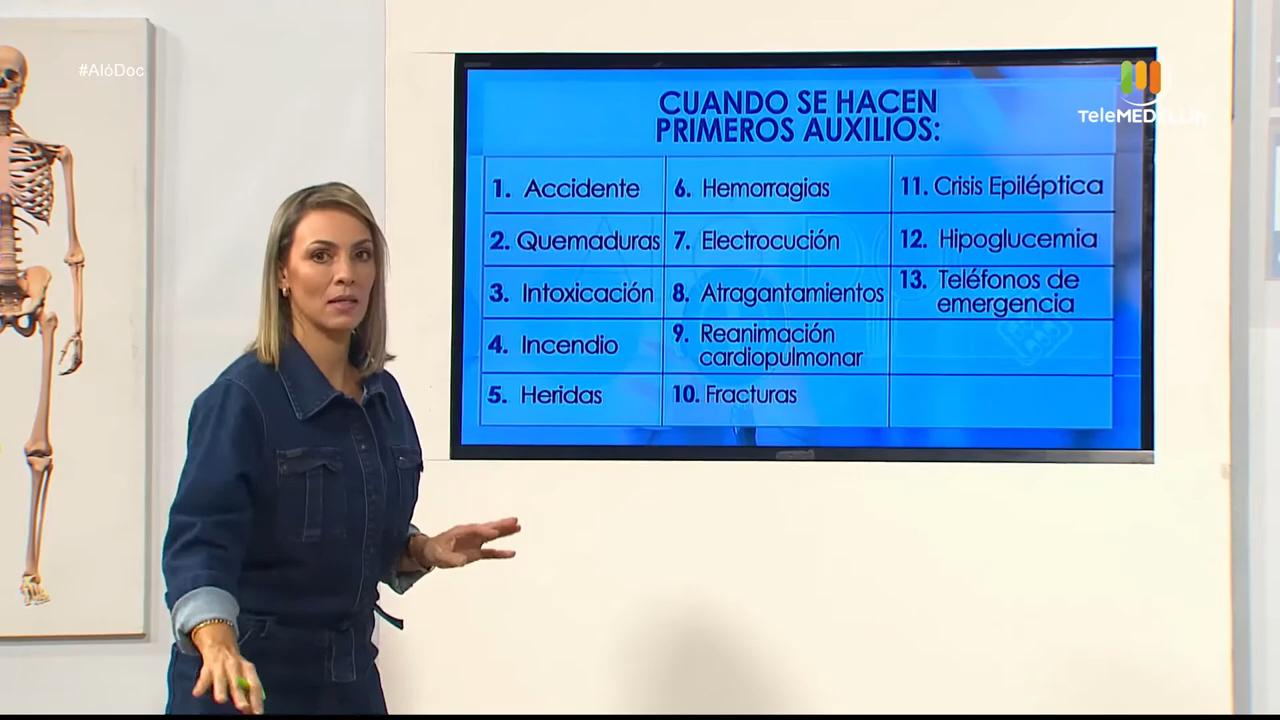 #AlóDoc
TeleMEDELLÍN
CUANDO SE HACEN
PRIMEROS AUXILIOS:
1. Accidente
2. Quemaduras
3. Intoxicación
4. Incendio
5. Heridas
6. Hemorragias
7. Electrocución
8. Atragantamientos
9. Reanimación
cardiopulmonar
10. Fracturas
11. Crisis Epiléptica
12. Hipoglucemia
13. Teléfonos de
emergencia